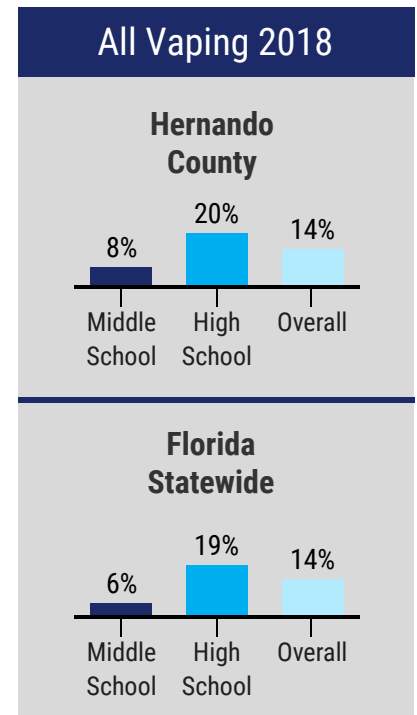 All Vaping 2018
Hernando
County
8%
20%
14%
Middle
School
High
School
Overall
Florida
Statewide
6%
19%
14%
Middle
School
High
School
Overall